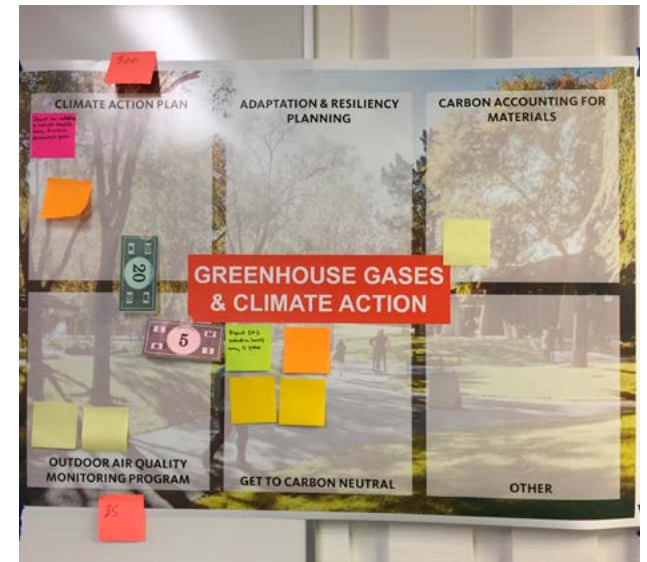 $20
CLIMATE ACTION PLAN
ADAPTATION & RESILIENCY
PLANNING
CARBON ACCOUNTING FOR
MATERIALS
20
GREENHOUSE GASES
& CLIMATE ACTION
5
OUTDOOR AIR QUALITY
MONITORING PROGRAM
GET TO CARBON NEUTRAL
OTHER
$5